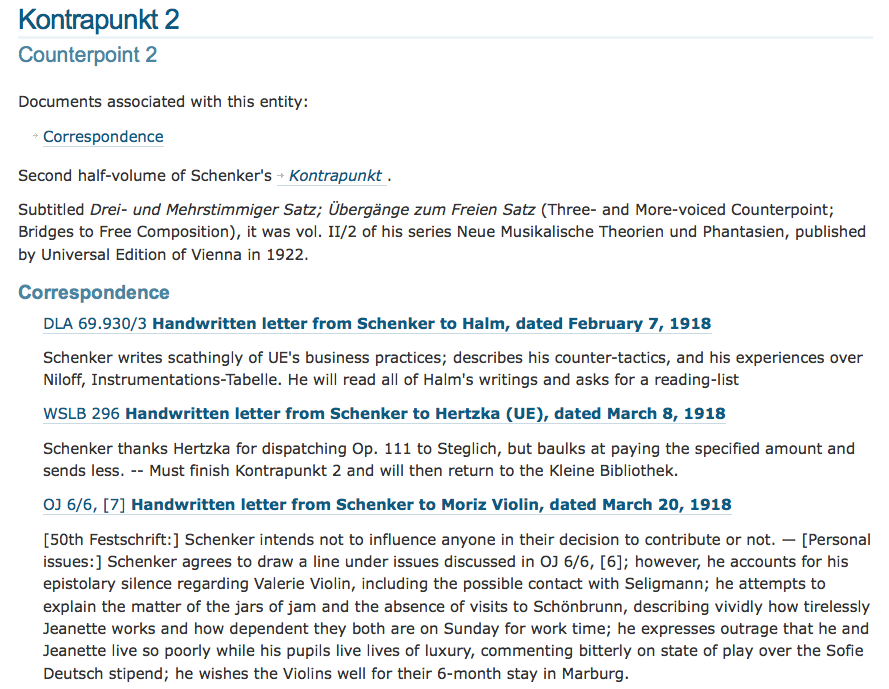 Kontrapunkt 2
Counterpoint 2
Documents associated with this entity:
Correspondence
Second half-volume of Schenker's Kontrapunkt .
Subtitled Drei- und Mehrstimmiger Satz; Übergänge zum Freien Satz (Three- and More-voiced Counterpoint;
Bridges to Free Composition), it was vol. II/2 of his series Neue Musikalische Theorien und Phantasien, published
by Universal Edition of Vienna in 1922.
Correspondence
DLA 69.930/3 Handwritten letter from Schenker to Halm, dated February 7, 1918
Schenker writes scathingly of UE's business practices; describes his counter-tactics, and his experiences over
Niloff, Instrumentations-Tabelle. He will read all of Halm's writings and asks for a reading-list
WSLB 296 Handwritten letter from Schenker to Hertzka (UE), dated March 8, 1918
Schenker thanks Hertzka for dispatching Op. 111 to Steglich, but baulks at paying the specified amount and
sends less. -- Must finish Kontrapunkt 2 and will then return to the Kleine Bibliothek.
OJ 6/6, [7] Handwritten letter from Schenker to Moriz Violin, dated March 20, 1918
[50th Festschrift:] Schenker intends not to influence anyone in their decision to contribute or not. — [Personal
issues:] Schenker agrees to draw a line under issues discussed in OJ 6/6, [6]; however, he accounts for his
epistolary silence regarding Valerie Violin, including the possible contact with Seligmann; he attempts to
explain the matter of the jars of jam and the absence of visits to Schönbrunn, describing vividly how tirelessly
Jeanette works and how dependent they both are on Sunday for work time; he expresses outrage that he and
Jeanette live so poorly while his pupils live lives of luxury, commenting bitterly on state of play over the Sofie
Deutsch stipend; he wishes the Violins well for their 6-month stay in Marburg.